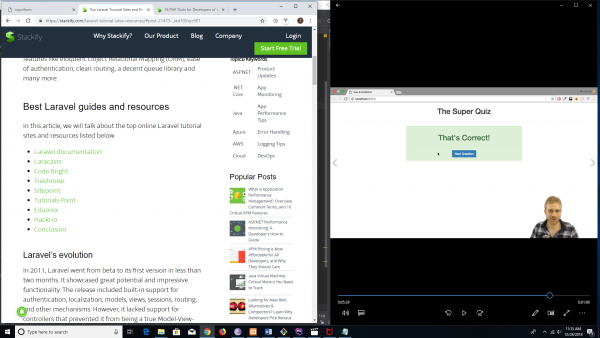 Top Laravel Tutorial Sites and
https://stackify.com/laravel-tutorial-sites-resources/
Stackify
Why Stackify?
Our Product
Blog
Company
Login
Start Free Trial
features like eloquent Object Relational Mapping (ORM), ease
of authentication, clean routing, a decent queue library and
many more.
Best Laravel guides and resources
In this article, we will talk about the top online Laravel tutorial
sites and resources listed below.
Laravel documentation
Laracasts
Code Bright
Treehouse
Sitepoint
Tutorials Point
Eduonix
Hackr.io
Conclusion
Laravel's evolution
In 2011, Laravel went from beta to its first version in less than
two months. It showcased great potential and impressive
functionality. The release included built-in support for
authentication, localization, models, views, sessions, routing,
and other mechanisms. However, it lacked support for
controllers that prevented it from being a true Model-View-
Topics/Keywords
ASP.NET
Product
Updates
.NET
Core
App
Monitoring
Java
App
Performance
Tips
Azure
Error Handling
AWS
Logging Tips
Cloud
DevOps
Popular Posts
What is Application
Performance
Management? Overview,
Common Terms, and 10
Critical APM Features
ASP.NET Performance
Monitoring: A
Developer's How to
Guide
APM Pricing is Now
Affordable for All
Developers, and Why
They Should Care
Java Virtual Machine:
Critical Metrics You Need
to Track
Looking for New Relic
Alternatives &
Competitors? Learn Why
Developers Pick Retrace
The Super Quiz
That's Correct!
Next Question
0:05:28
0:01:00
Type here to search
11:35 AM
12/29/2018